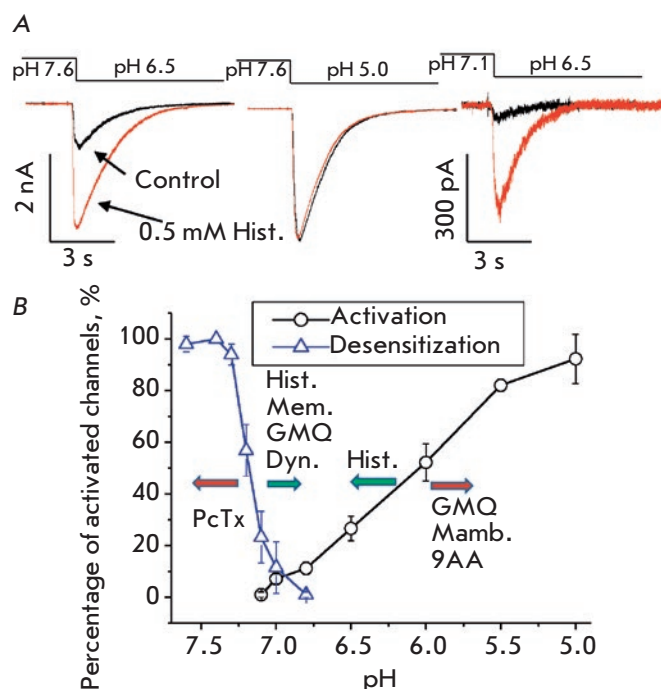 A
pH 7.6 pH 6.5 pH 7.6 pH 5.0 pH 7.1 pH 6.5
Control
0.5 mM Hist.
2 nA
3 s
300 pA
3 s
B
Percentage of activated channels, %
100
80
60
40
20
0
Activation
Desensitization
Hist.
Mem.
GMQ
Dyn.
Hist.
PcTx
GMQ
Mamb.
9AA
7.5 7.0 6.5 6.0 5.5 5.0
pH